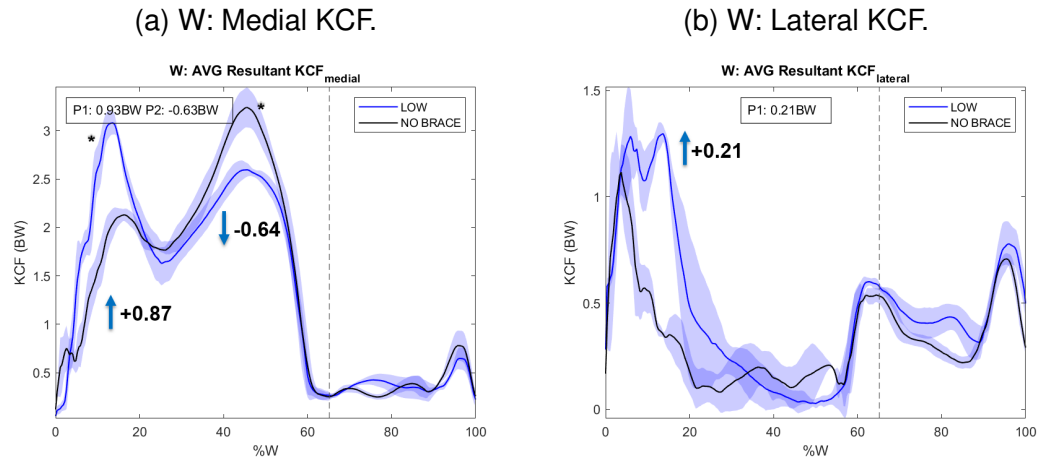 (a) W: Medial KCF.
W: AVG Resultant KCF_medial
P1: 0.93BW P2: -0.63BW
LOW
NO BRACE
*
*
-0.64
+0.87
KCF (BW)
3
2.5
2
1.5
1
0.5
0
20
40
60
80
100
%W
(b) W: Lateral KCF.
W: AVG Resultant KCF_lateral
P1: 0.21BW
LOW
NO BRACE
+0.21
KCF (BW)
1.5
1
0.5
0
0
20
40
60
80
100
%W